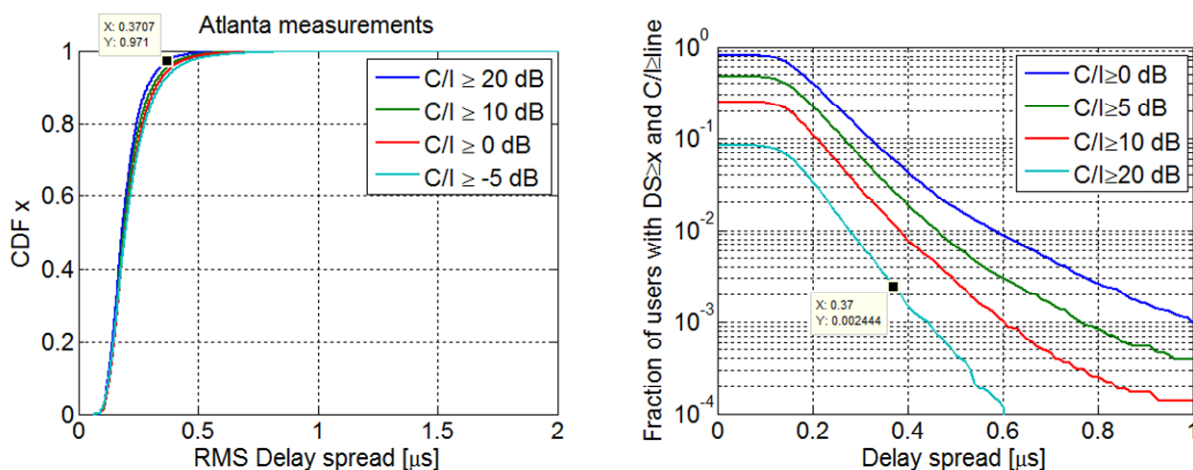 Atlanta measurements
X: 0.3707
Y: 0.971
1
0.8
0.6
0.4
0.2
0
CDF x
C/I ≥ 20 dB
C/I ≥ 10 dB
C/I ≥ 0 dB
C/I ≥ -5 dB
0 0.5 1 1.5 2
RMS Delay spread [µs]
Fraction of users with DS≥x and C/I≥line
10^0
10^-1
10^-2
10^-3
10^-4
C/I≥0 dB
C/I≥5 dB
C/I≥10 dB
C/I≥20 dB
X: 0.37
Y: 0.002444
0 0.2 0.4 0.6 0.8 1
Delay spread [µs]